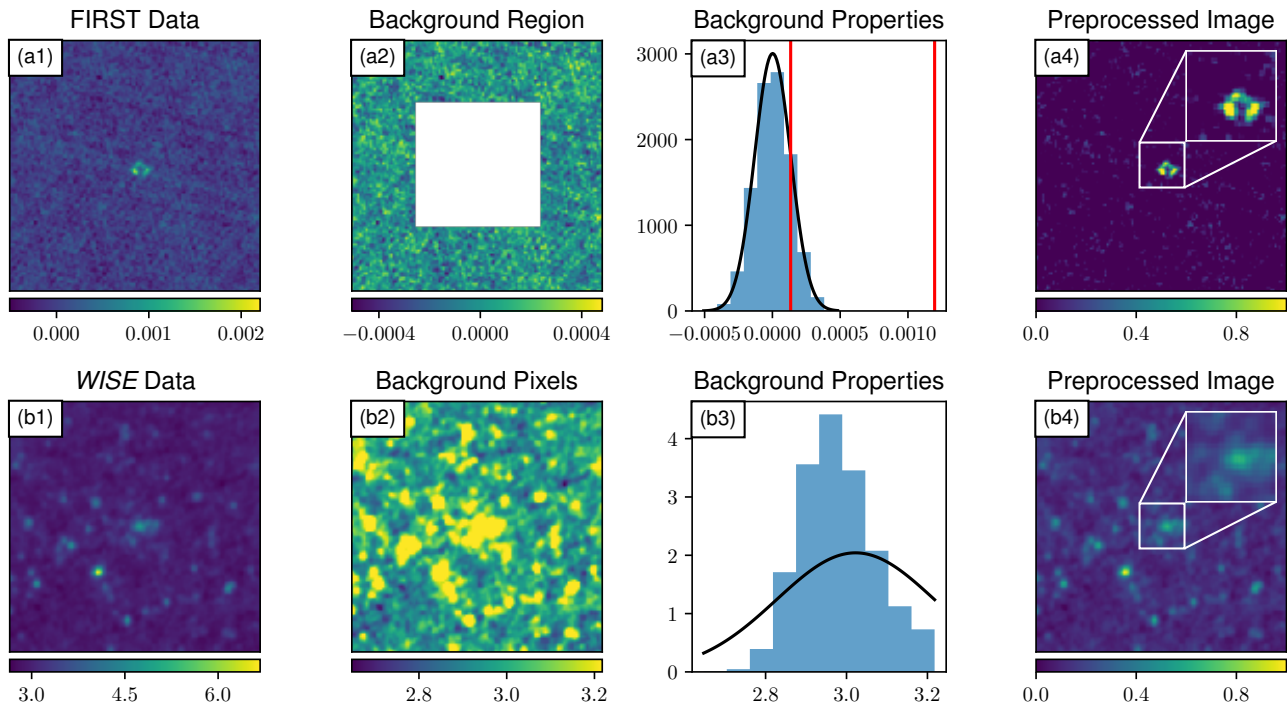 FIRST Data
Background Region
Background Properties
Preprocessed Image
(a1)
(a2)
(a3)
(a4)
3000
2000
1000
0
0.000 0.001 0.002
−0.0004 0.0000 0.0004
−0.0005 0.0000 0.0005 0.0010
0.0 0.4 0.8
WISE Data
Background Pixels
Background Properties
Preprocessed Image
(b1)
(b2)
(b3)
(b4)
4
3
2
1
0
3.0 4.5 6.0
2.8 3.0 3.2
2.8 3.0 3.2
0.0 0.4 0.8